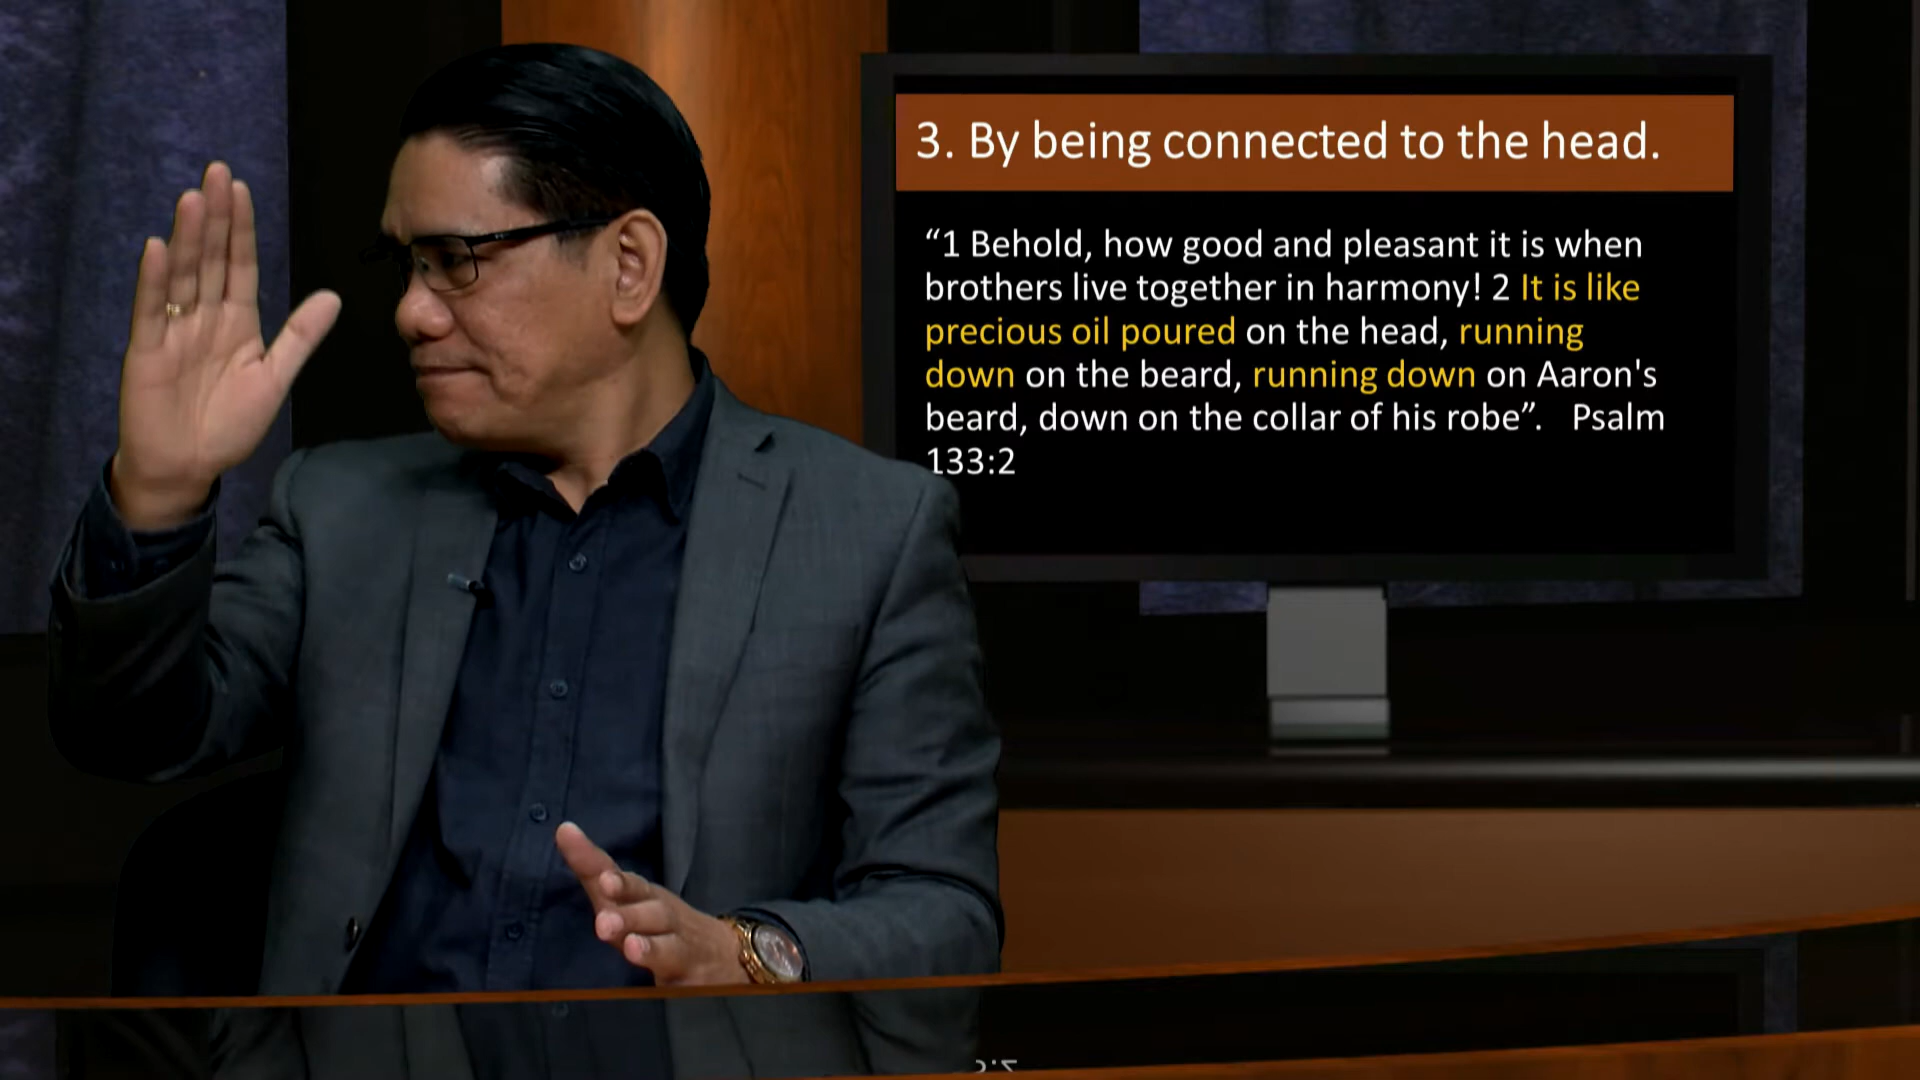 3. By being connected to the head.
“1 Behold, how good and pleasant it is when
brothers live together in harmony! 2 It is like
precious oil poured on the head, running
down on the beard, running down on Aaron's
beard, down on the collar of his robe”.   Psalm
133:2